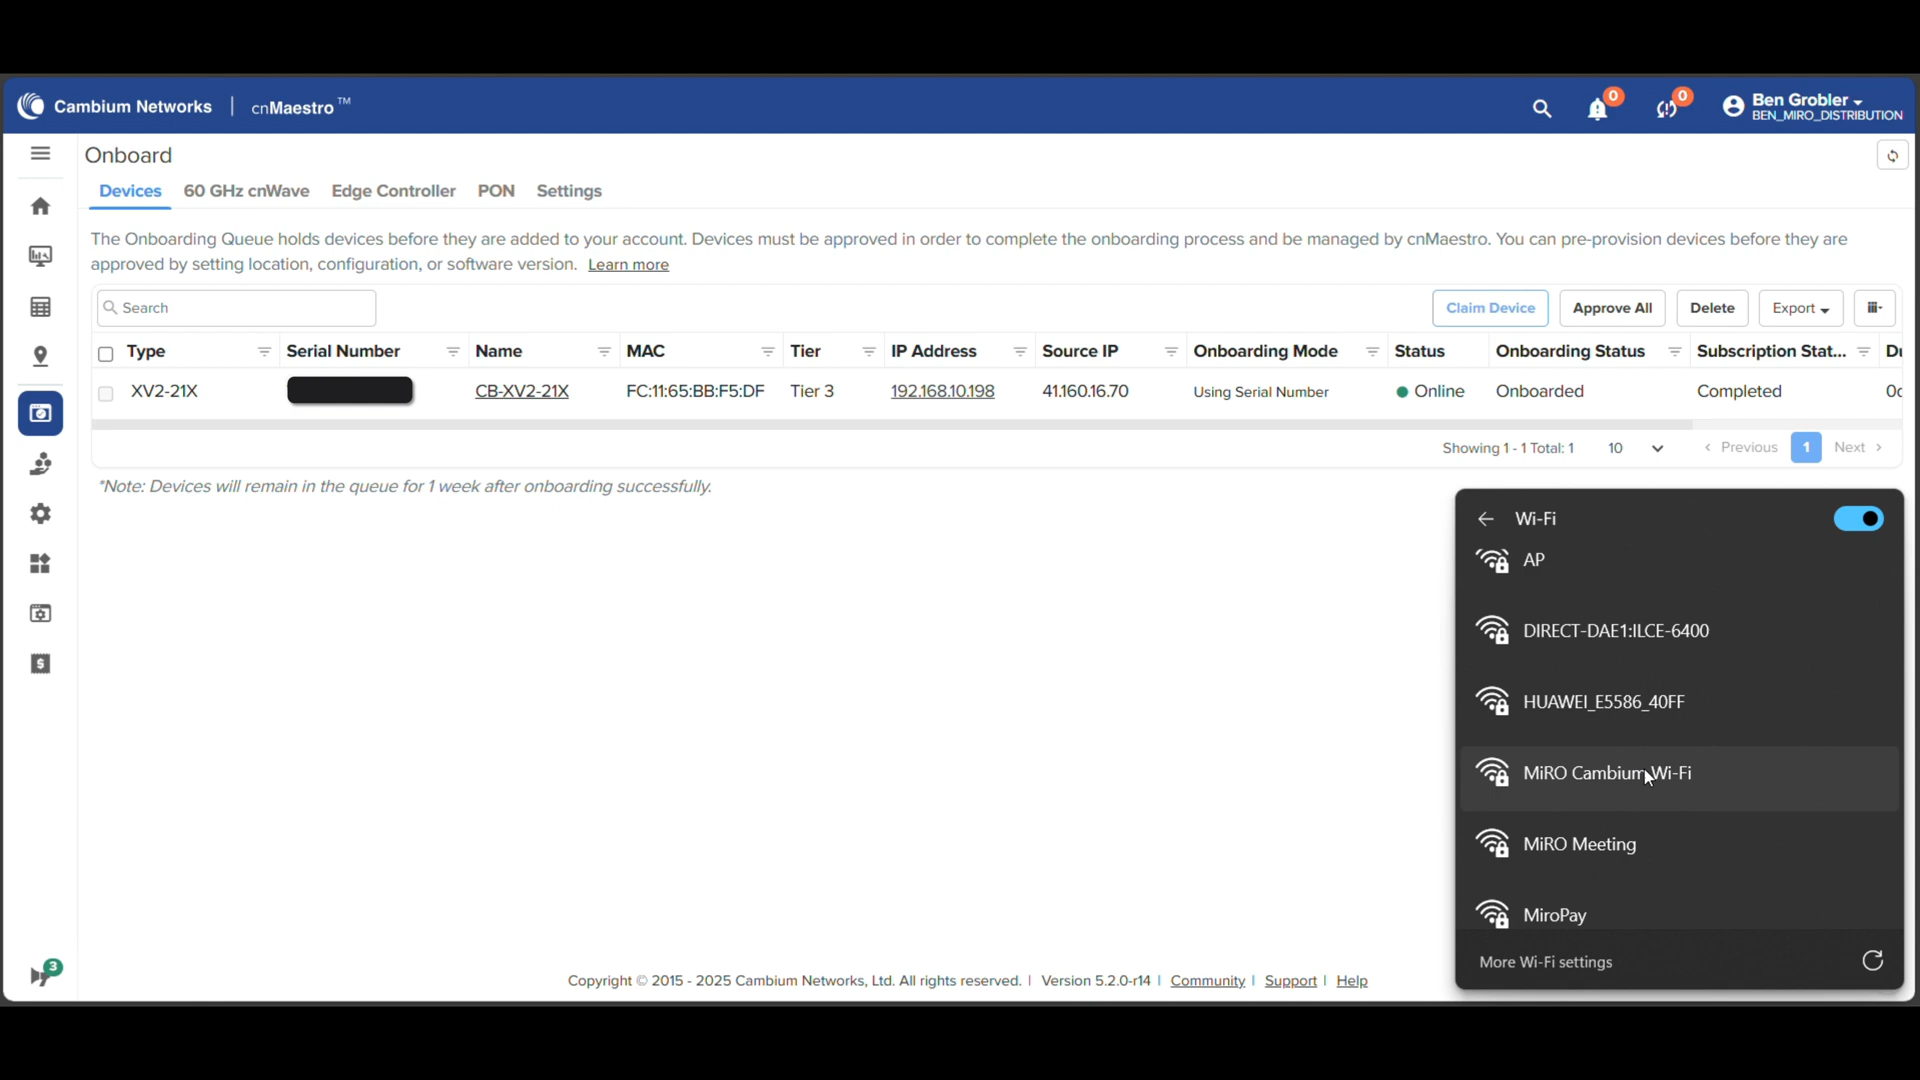 Cambium Networks | cnMaestro™
0
0
Ben Grobler
BEN_MIRO_DISTRIBUTION
Onboard
Devices 60 GHz cnWave Edge Controller PON Settings
The Onboarding Queue holds devices before they are added to your account. Devices must be approved in order to complete the onboarding process and be managed by cnMaestro. You can pre-provision devices before they are
approved by setting location, configuration, or software version. Learn more
Search
Claim Device Approve All Delete Export
Type Serial Number Name MAC Tier IP Address Source IP Onboarding Mode Status Onboarding Status Subscription Stat...
XV2-21X CB-XV2-21X FC:11:65:BB:F5:DF Tier 3 192.168.10.198 41.160.16.70 Using Serial Number Online Onboarded Completed
Showing 1 - 1 Total: 1 10 < Previous 1 Next >
*Note: Devices will remain in the queue for 1 week after onboarding successfully.
Wi-Fi
AP
DIRECT-DAE1:ILCE-6400
HUAWEI_E5586_40FF
MiRO Cambium Wi-Fi
MiRO Meeting
MiroPay
More Wi-Fi settings
3
Copyright © 2015 - 2025 Cambium Networks, Ltd. All rights reserved. | Version 5.2.0-r14 | Community | Support | Help